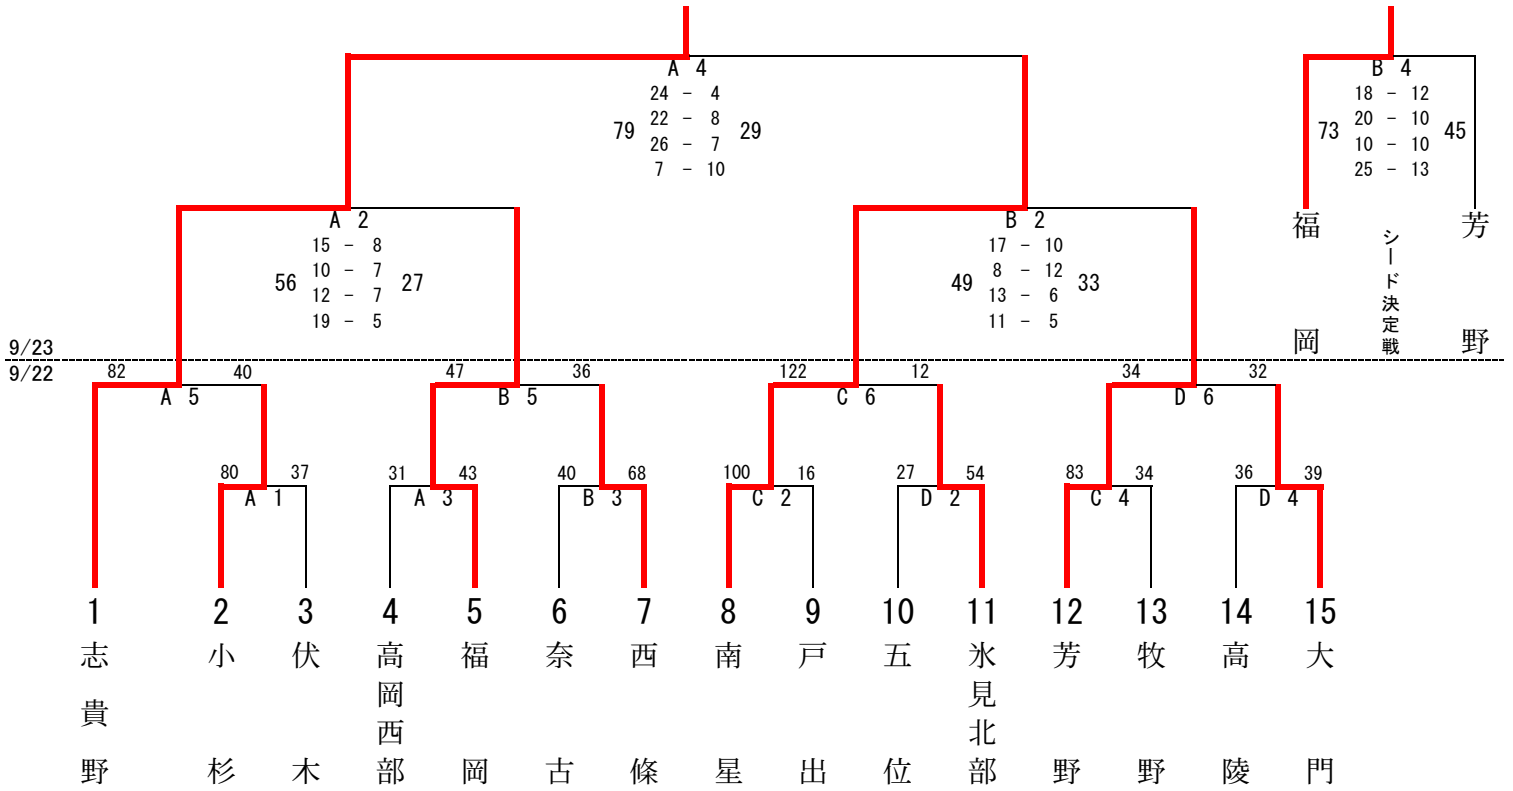 A 4
24 - 4
22 - 8
79 29
26 - 7
7 - 10
B 4
18 - 12
20 - 10
73 45
10 - 10
25 - 13
福岡
シード決定戦
芳野
A 2
15 - 8
10 - 7
56 27
12 - 7
19 - 5
B 2
17 - 10
8 - 12
49 33
13 - 6
11 - 5
9/23
9/22
82 40 47 36 122 12 34 32
A 5 B 5 C 6 D 6
80 37 31 43 40 68 100 16 27 54 83 34 36 39
A 1 A 3 B 3 C 2 D 2 C 4 D 4
1 2 3 4 5 6 7 8 9 10 11 12 13 14 15
志貴野
小杉
伏木
高岡西部
福岡
奈古
西條
南星
戸出
五位
氷見北部
芳野
牧野
高陵
大門